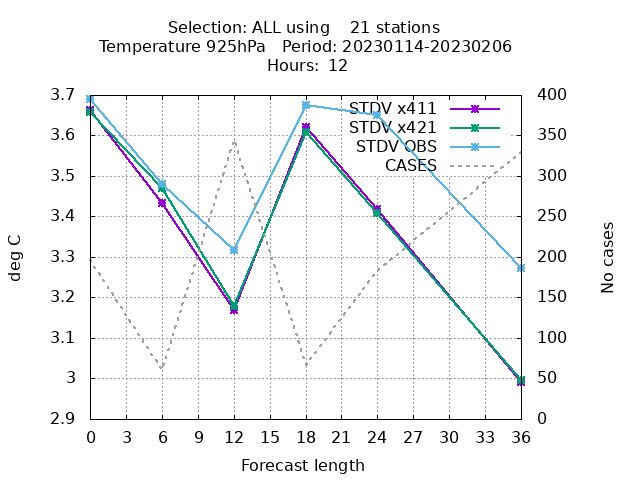 Selection: ALL using    21 stations
Temperature 925hPa   Period: 20230114-20230206
Hours:  12
STDV x411
STDV x421
STDV OBS
CASES
3.7
3.6
3.5
3.4
3.3
3.2
3.1
3
2.9
400
350
300
250
200
150
100
50
0
deg C
No cases
0 3 6 9 12 15 18 21 24 27 30 33 36
Forecast length